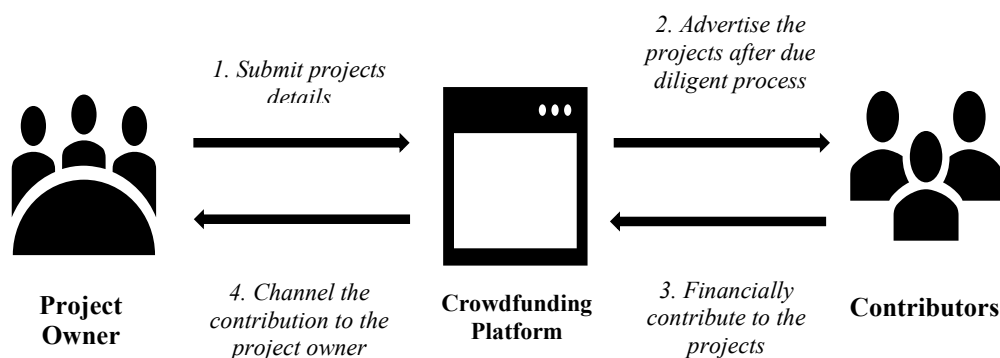 1. Submit projects
details
2. Advertise the
projects after due
diligent process
Project
Owner
4. Channel the
contribution to the
project owner
Crowdfunding
Platform
3. Financially
contribute to the
projects
Contributors